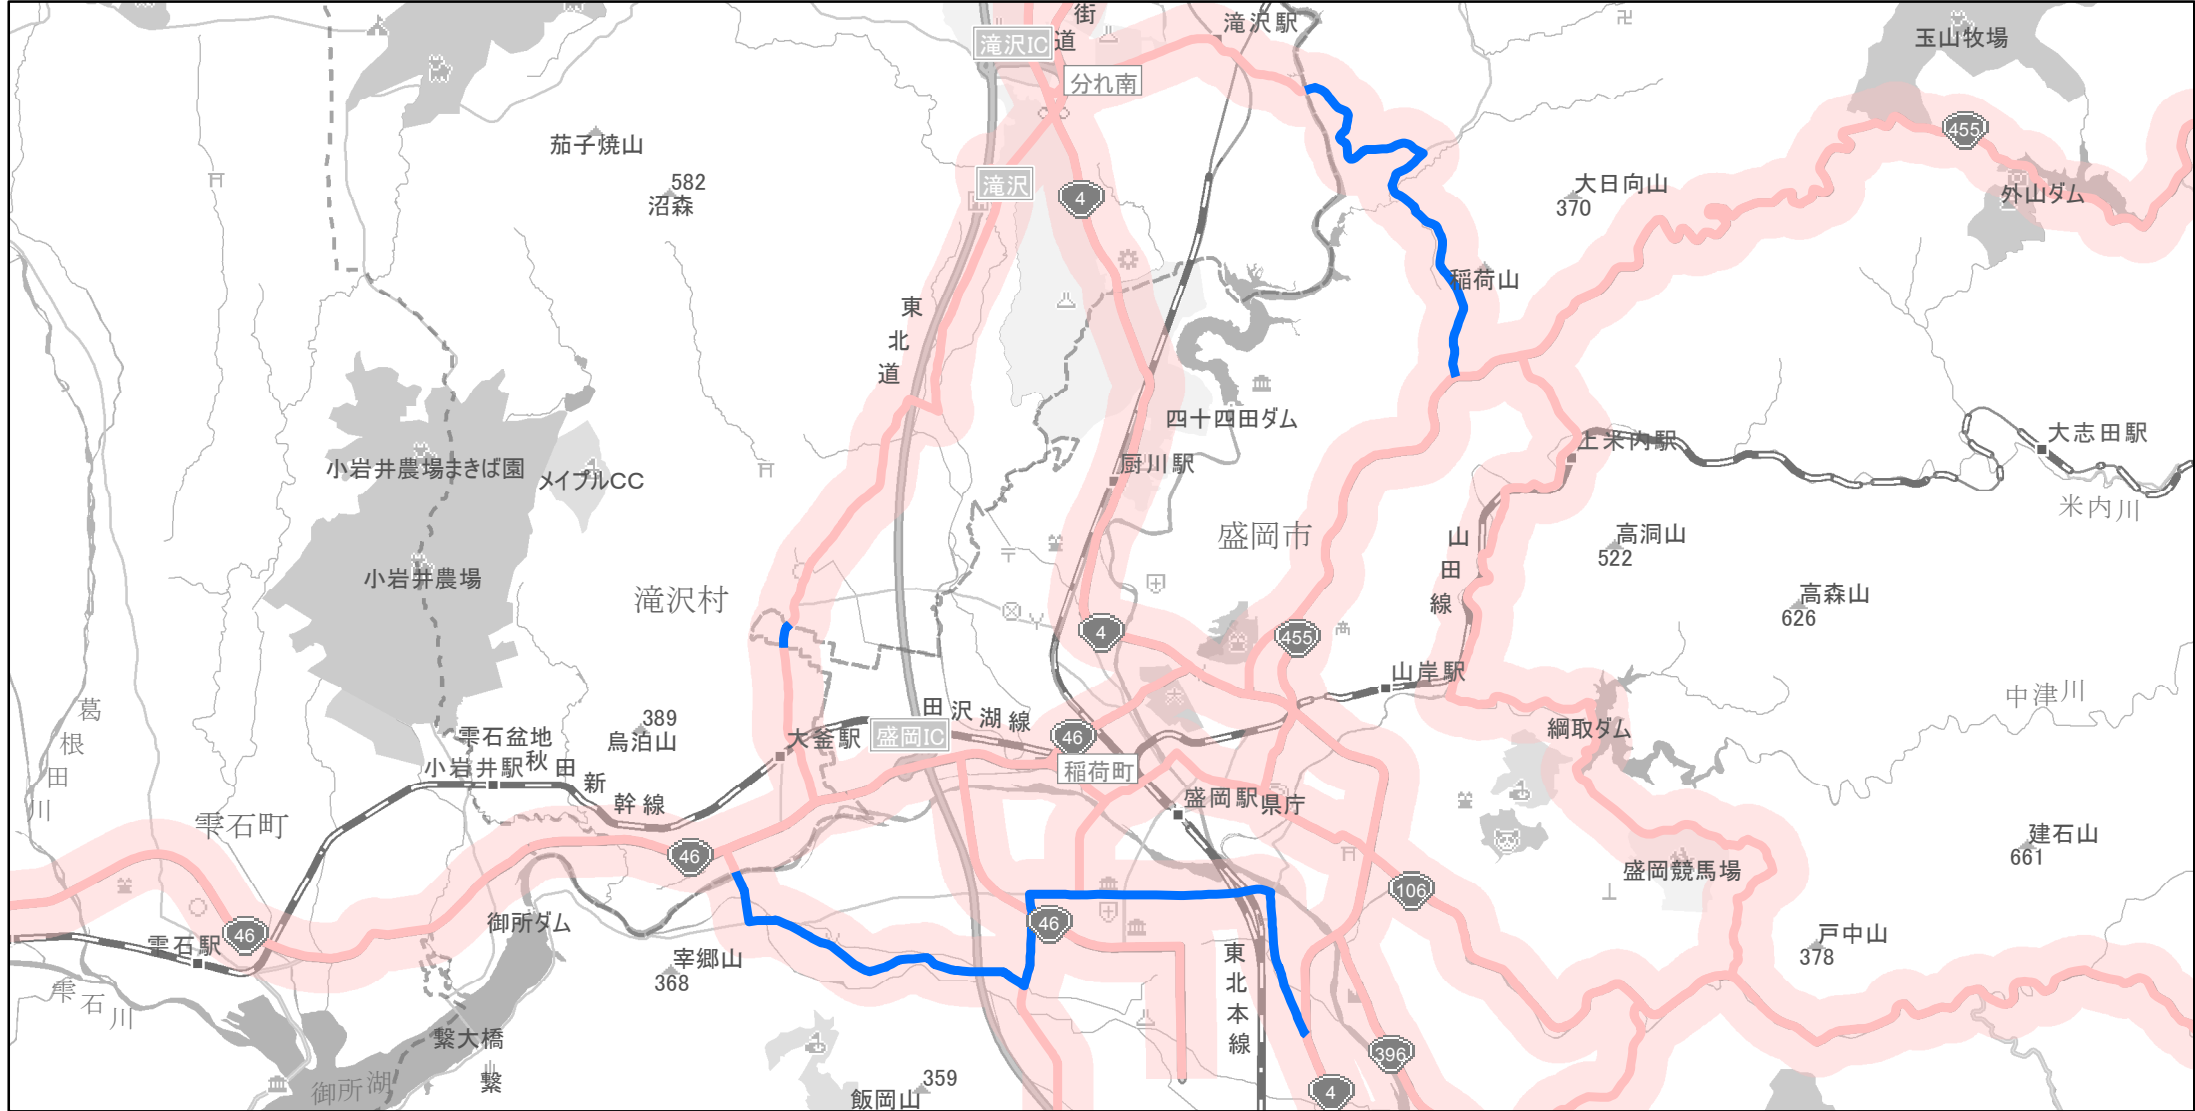 街道
滝沢駅
滝沢IC
分れ南
玉山牧場
455
茄子焼山
582
沼森
滝沢
4
大日向山
370
外山ダム
稲荷山
東北道
四十四田ダム
上米内駅
大志田駅
小岩井農場まきば園
メイプルCC
厨川駅
米内川
盛岡市
山田線
高洞山
522
小岩井農場
滝沢村
高森山
626
4
455
山岸駅
中津川
葛根田川
389
烏泊山
雫石盆地
小岩井駅
秋田新幹線
大釜駅
田沢湖線
盛岡IC
46
稲荷町
綱取ダム
盛岡駅
県庁
雫石町
建石山
661
46
盛岡競馬場
106
御所ダム
46
46
雫石駅
戸中山
378
宰郷山
368
東北本線
雫石川
繋大橋
繋
御所湖
396
359
飯岡山
4